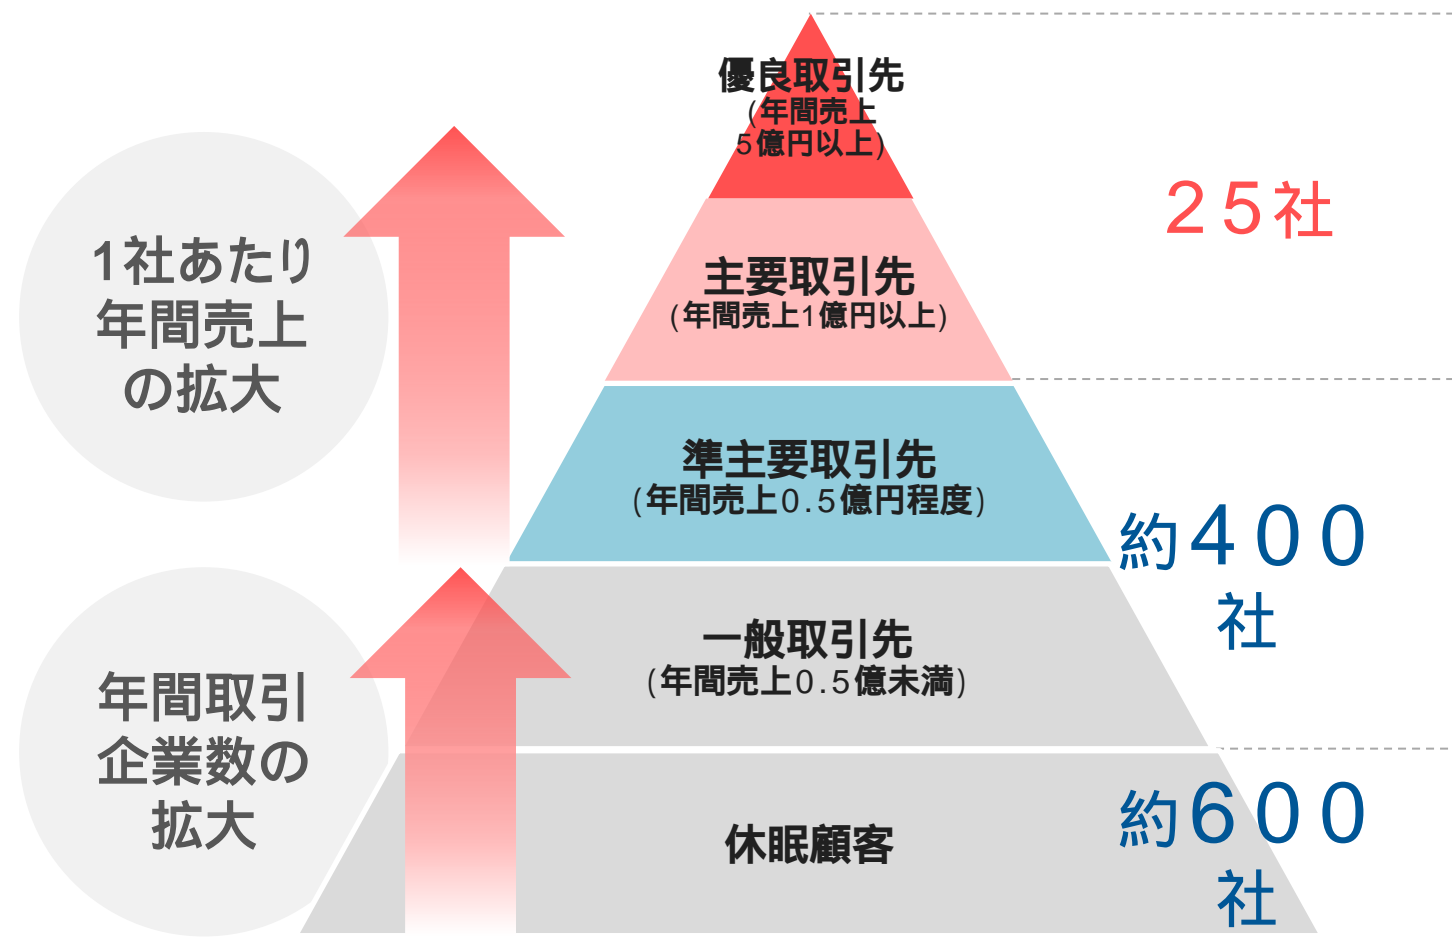 優良取引先
(年間売上
5億円以上)
25社
1社あたり
年間売上
の拡大
主要取引先
(年間売上1億円以上)
準主要取引先
(年間売上0.5億円程度)
約400
社
一般取引先
(年間売上0.5億未満)
年間取引
企業数の
拡大
休眠顧客
約600
社